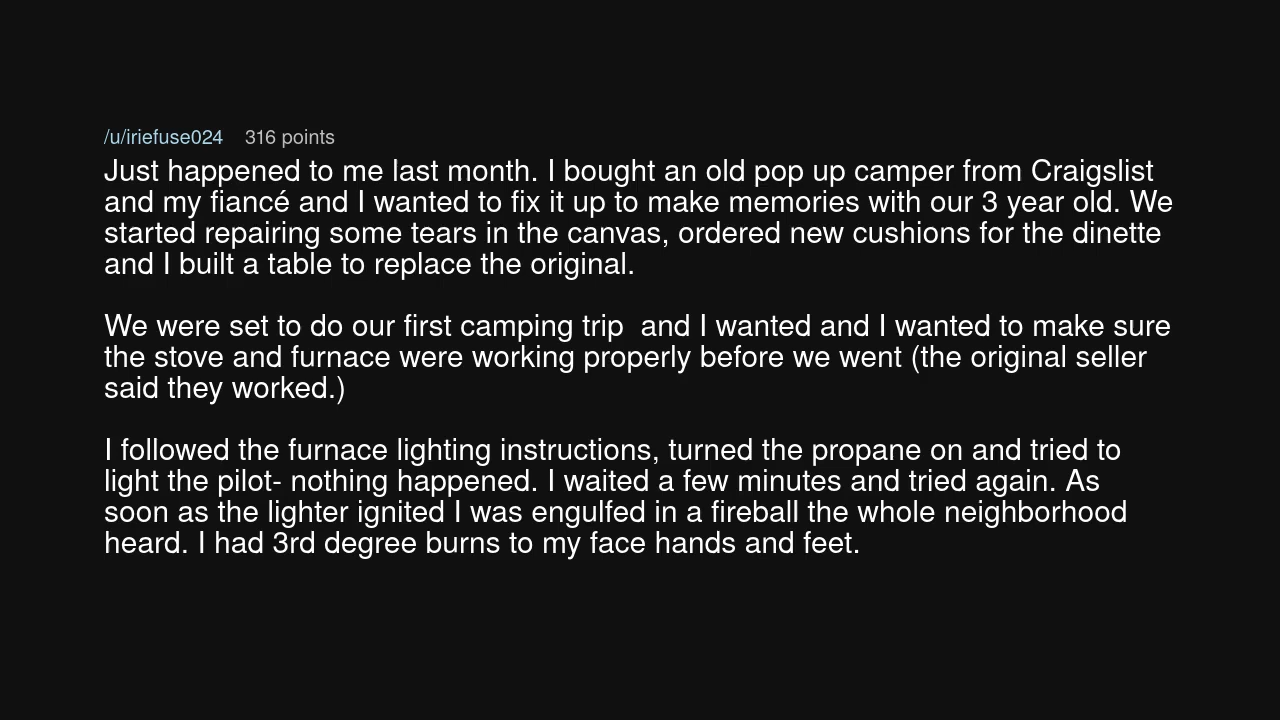 /u/iriefuse024 316 points
Just happened to me last month. I bought an old pop up camper from Craigslist
and my fiancé and I wanted to fix it up to make memories with our 3 year old. We
started repairing some tears in the canvas, ordered new cushions for the dinette
and I built a table to replace the original.
We were set to do our first camping trip  and I wanted and I wanted to make sure
the stove and furnace were working properly before we went (the original seller
said they worked.)
I followed the furnace lighting instructions, turned the propane on and tried to
light the pilot- nothing happened. I waited a few minutes and tried again. As
soon as the lighter ignited I was engulfed in a fireball the whole neighborhood
heard. I had 3rd degree burns to my face hands and feet.